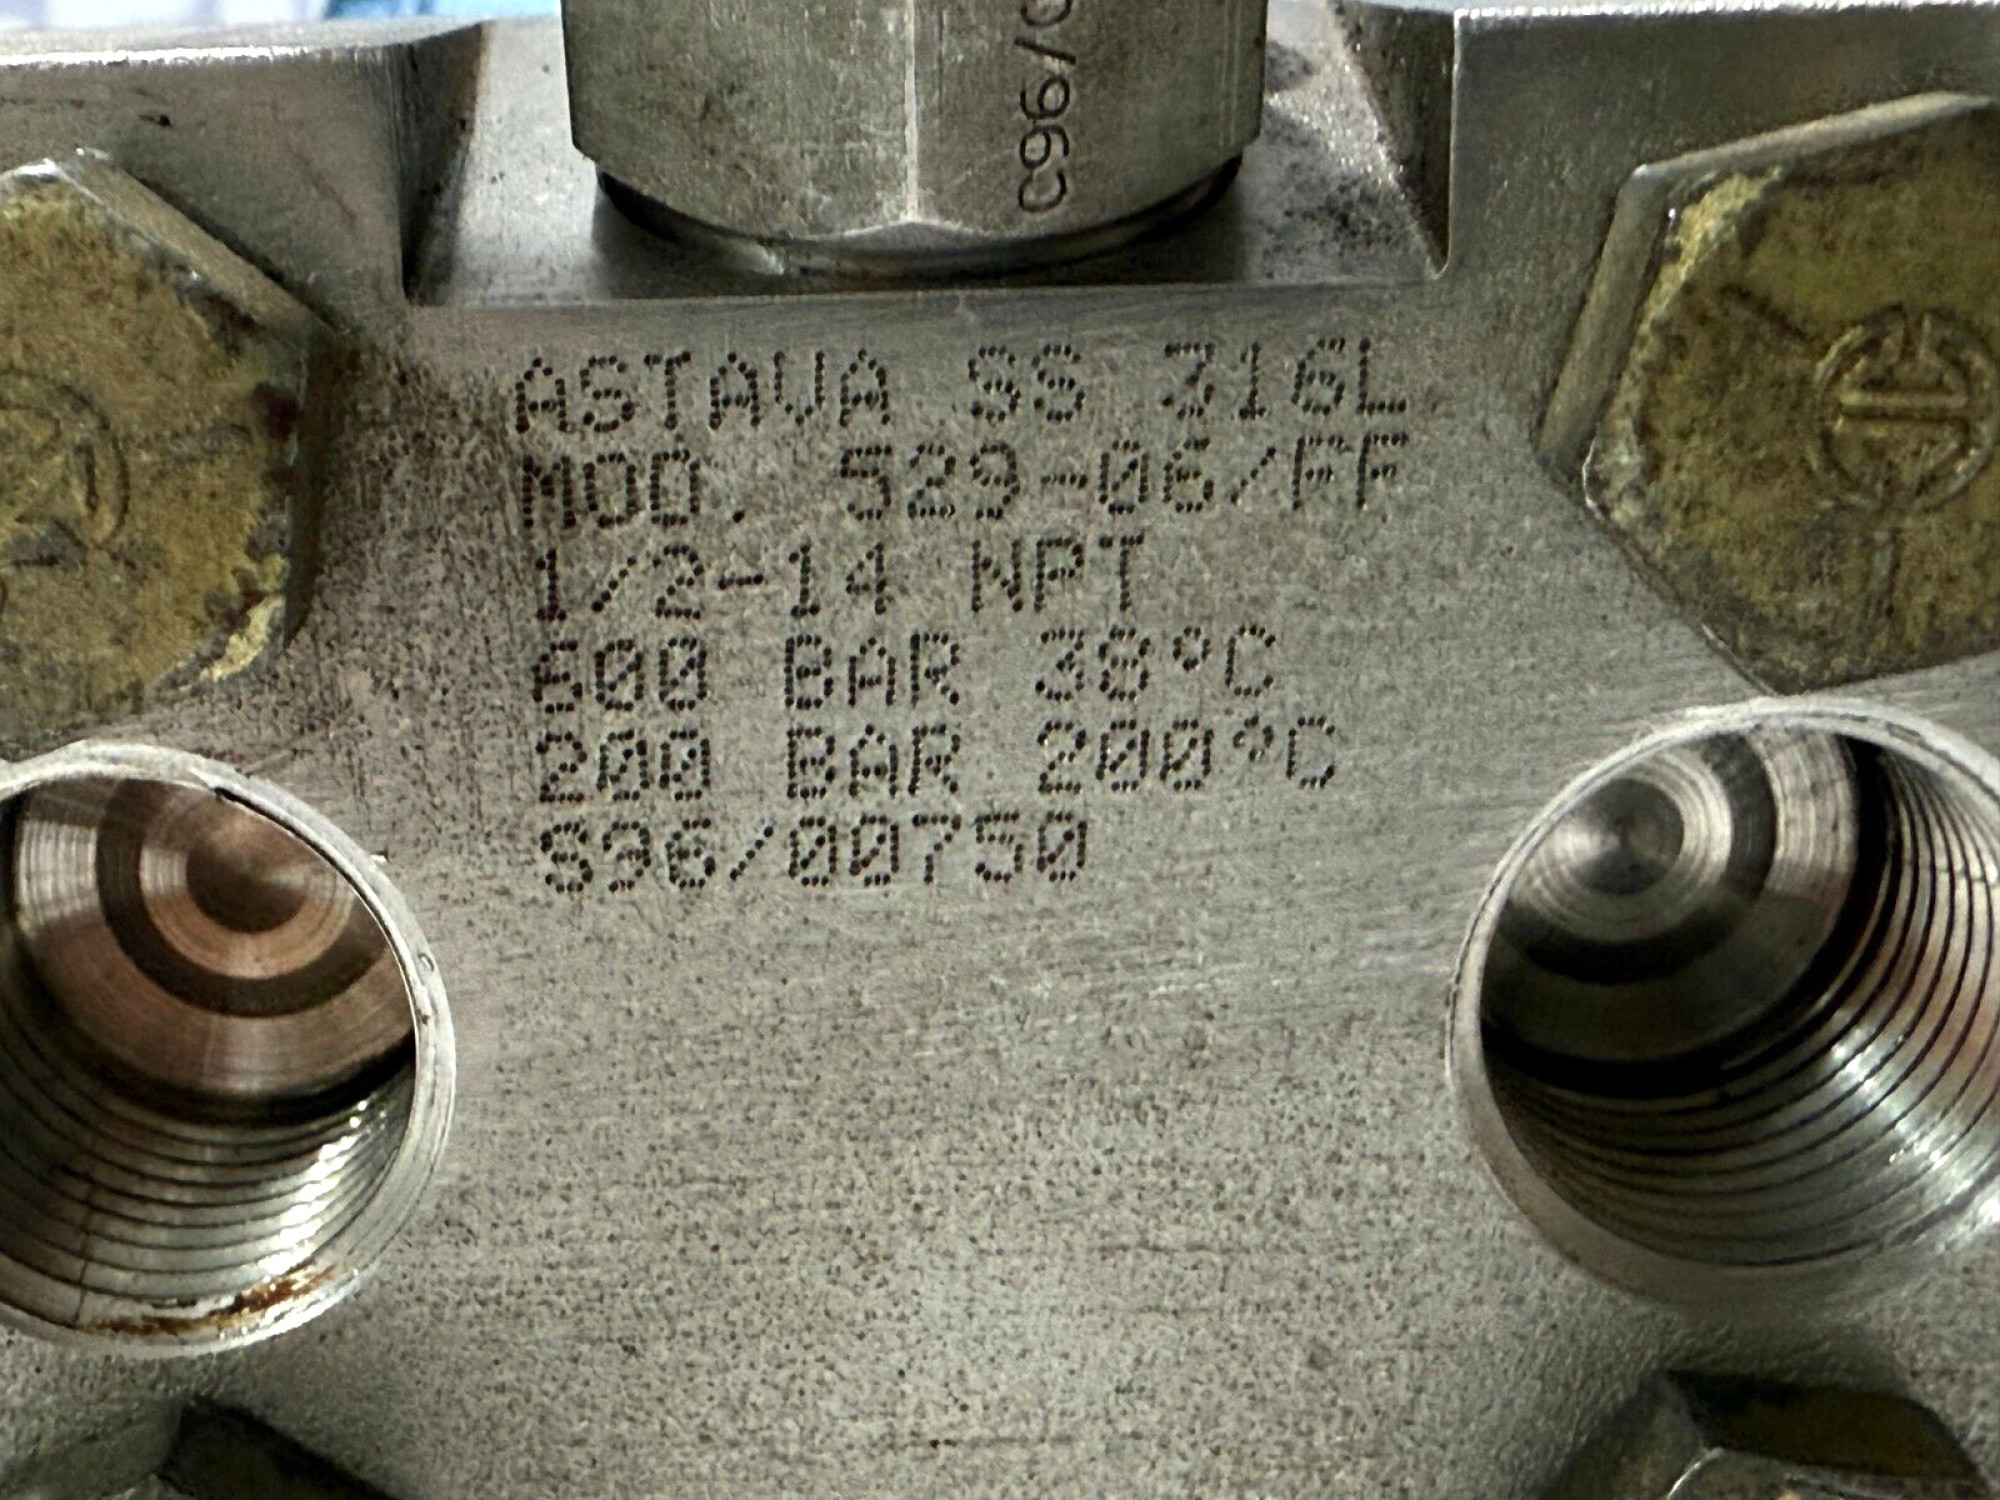 C96/
ASTAVA SS 316L
MOD. 529-06/FF
1/2-14 NPT
600 BAR 38°C
200 BAR 200°C
S96/00750